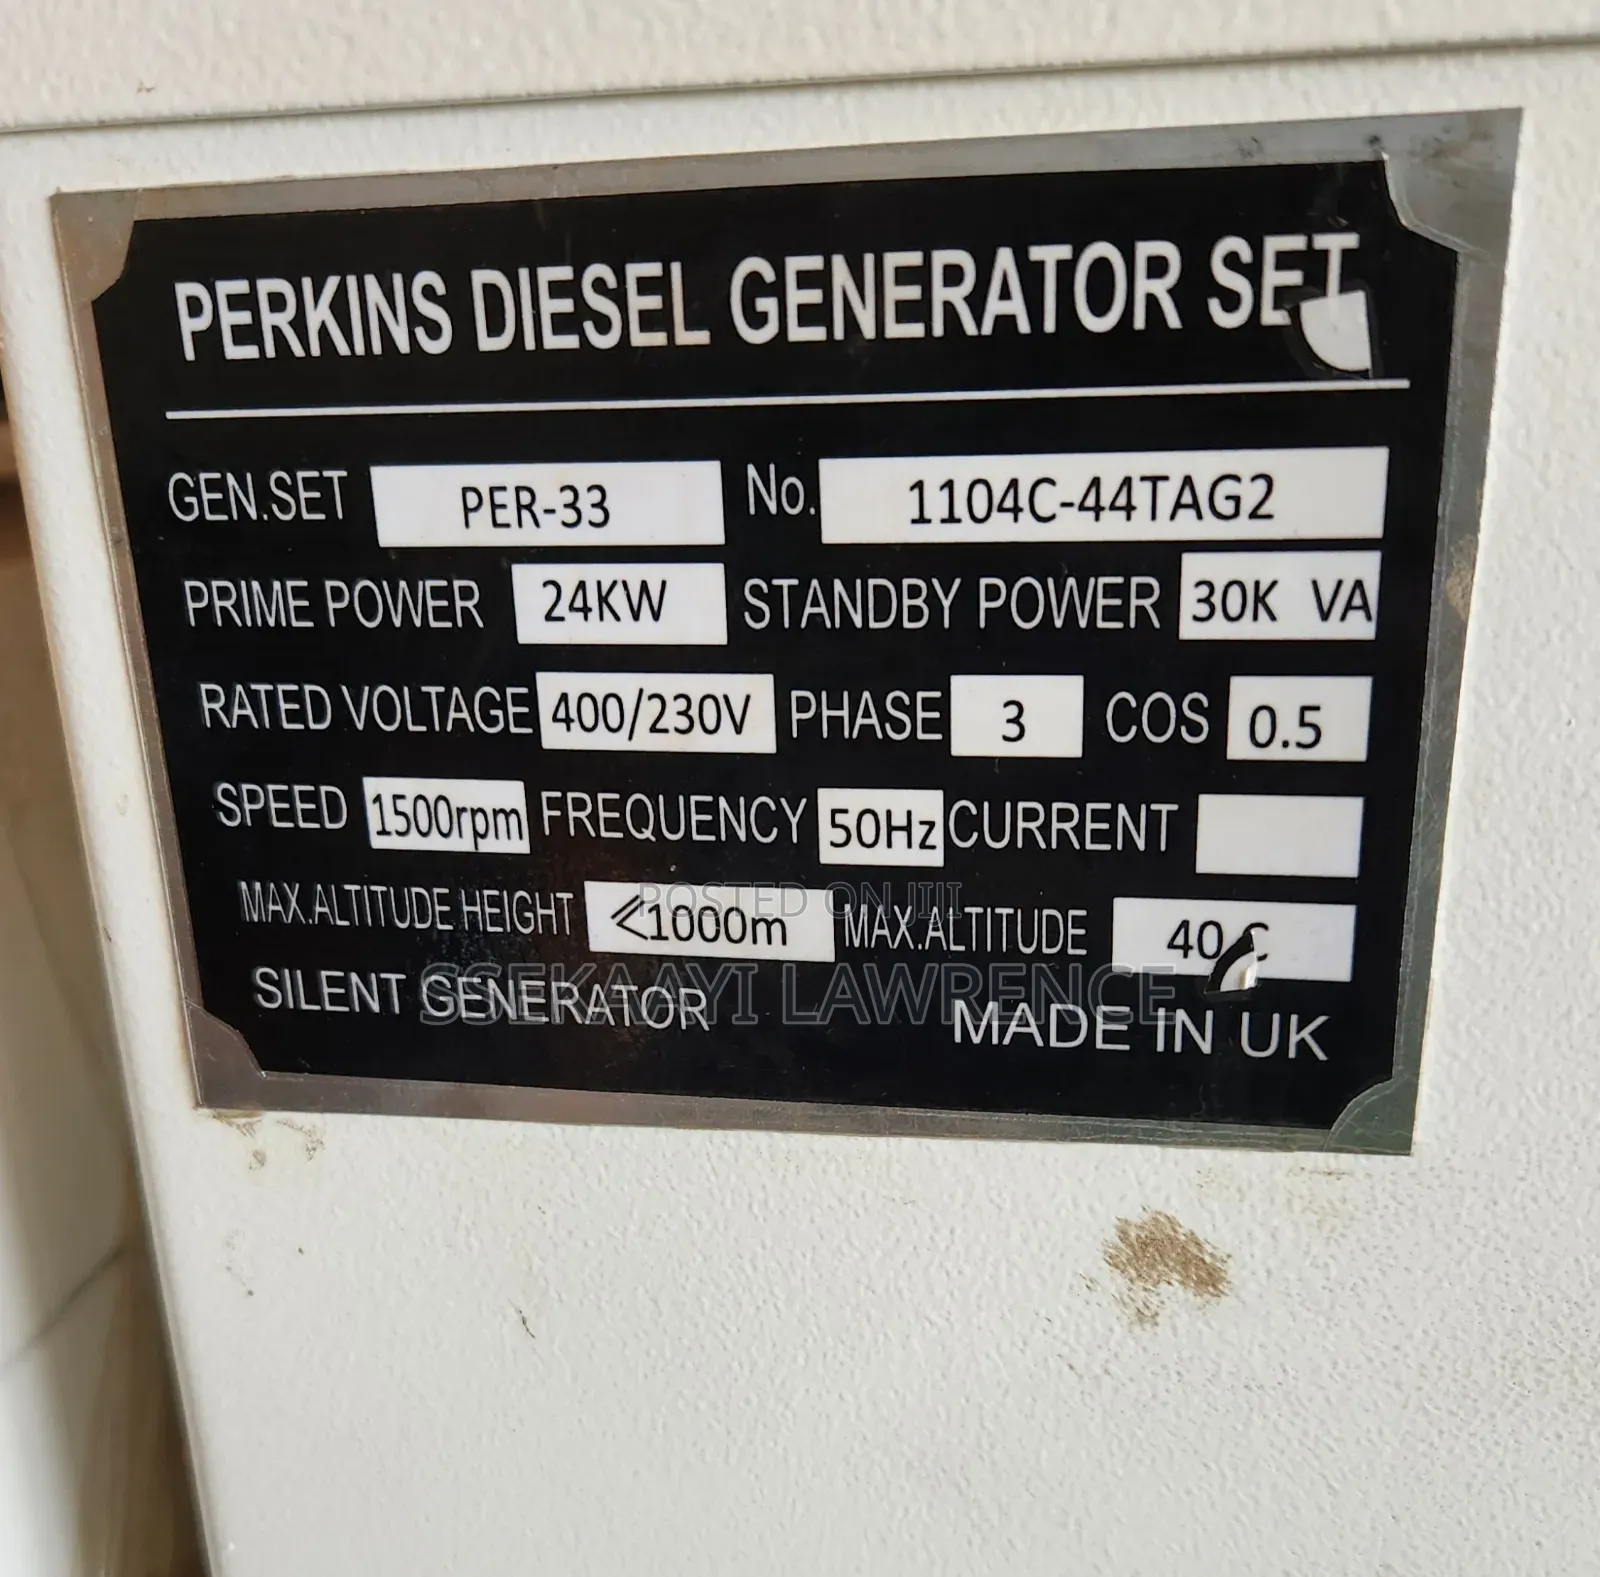 PERKINS DIESEL GENERATOR SET
GEN.SET PER-33 No. 1104C-44TAG2
PRIME POWER 24KW STANDBY POWER 30K VA
RATED VOLTAGE 400/230V PHASE 3 COS 0.5
SPEED 1500rpm FREQUENCY 50Hz CURRENT
MAX.ALTITUDE HEIGHT ≤1000m MAX.ALTITUDE 40 C
POSTED ON JIJI
SSEKAAYI LAWRENCE
SILENT GENERATOR MADE IN UK